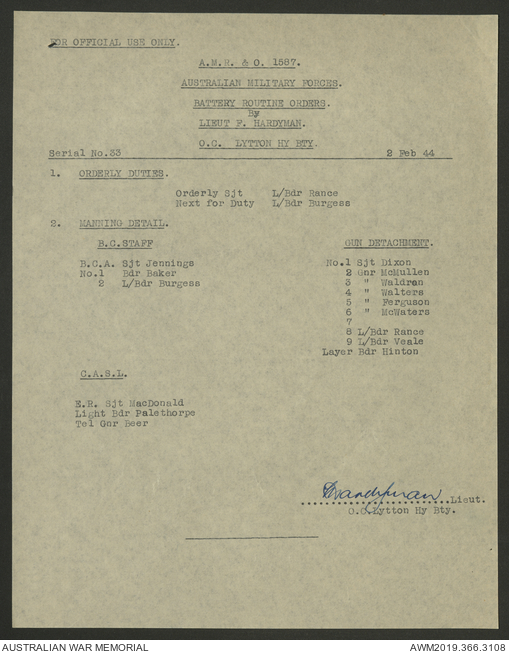 FOR OFFICIAL USE ONLY.
A.M.R. & O. 1587.
AUSTRALIAN MILITARY FORCES.
BATTERY ROUTINE ORDERS.
By
LIEUT F. HARDYMAN.
O.C. LYTTON HY BTY.
Serial No.33 2 Feb 44
1. ORDERLY DUTIES.
Orderly Sjt L/Bdr Rance
Next for Duty L/Bdr Burgess
2. MANNING DETAIL.
B.C.STAFF
B.C.A. Sjt Jennings
No.1 Bdr Baker
2 L/Bdr Burgess
GUN DETACHMENT.
No.1 Sjt Dixon
2 Gnr McMullen
3 " Waldran
4 " Walters
5 " Ferguson
6 " McWaters
7
8 L/Bdr Rance
9 L/Bdr Veale
Layer Bdr Hinton
C.A.S.L.
E.R. Sjt MacDonald
Light Bdr Palethorpe
Tel Gnr Beer
Hardyman Lieut.
O.C.Lytton Hy Bty.
AUSTRALIAN WAR MEMORIAL AWM2019.366.3108